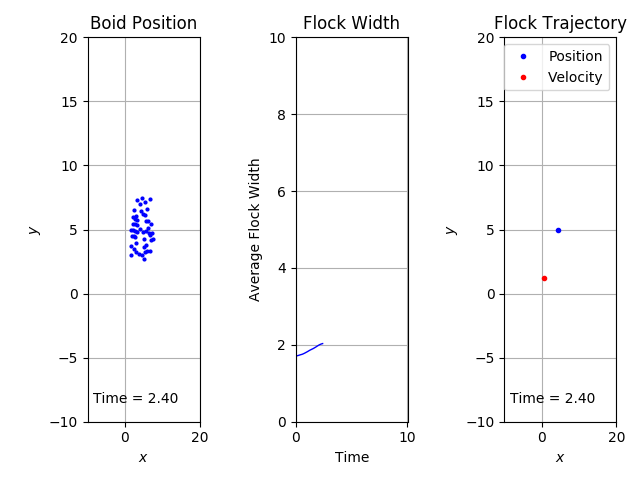 Boid Position
20
15
10
5
0
−5
−10
y
0
20
x
Time = 2.40
Flock Width
10
8
6
4
2
0
Average Flock Width
0
10
Time
Flock Trajectory
20
15
10
5
0
−5
−10
y
0
20
x
Position
Velocity
Time = 2.40